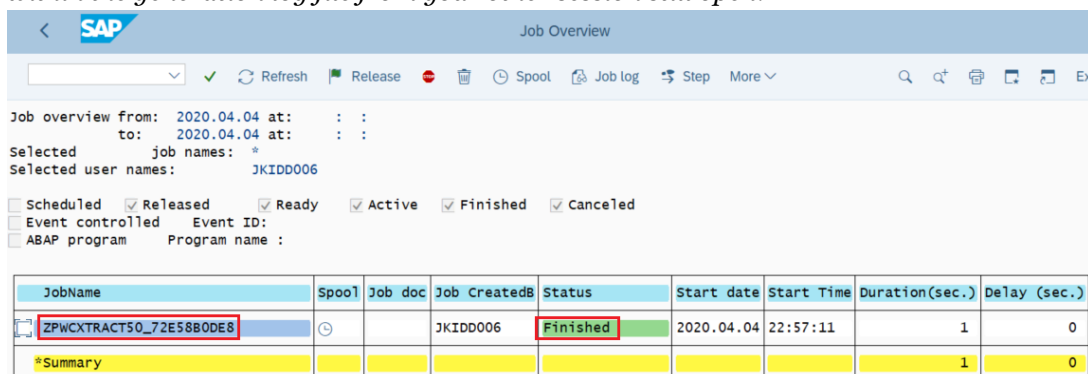 SAP Job Overview
Refresh Release Spool Job log Step More
Job overview from: 2020.04.04 at: : :
to: 2020.04.04 at: : :
Selected job names: *
Selected user names: JKIDD006
Scheduled Released Ready Active Finished Canceled
Event controlled Event ID:
ABAP program Program name :
JobName Spool Job doc Job CreatedB Status Start date Start Time Duration(sec.) Delay (sec.)
ZPWCXTRACT50_72E58B0DE8 JKIDD006 Finished 2020.04.04 22:57:11 1 0
*Summary 1 0